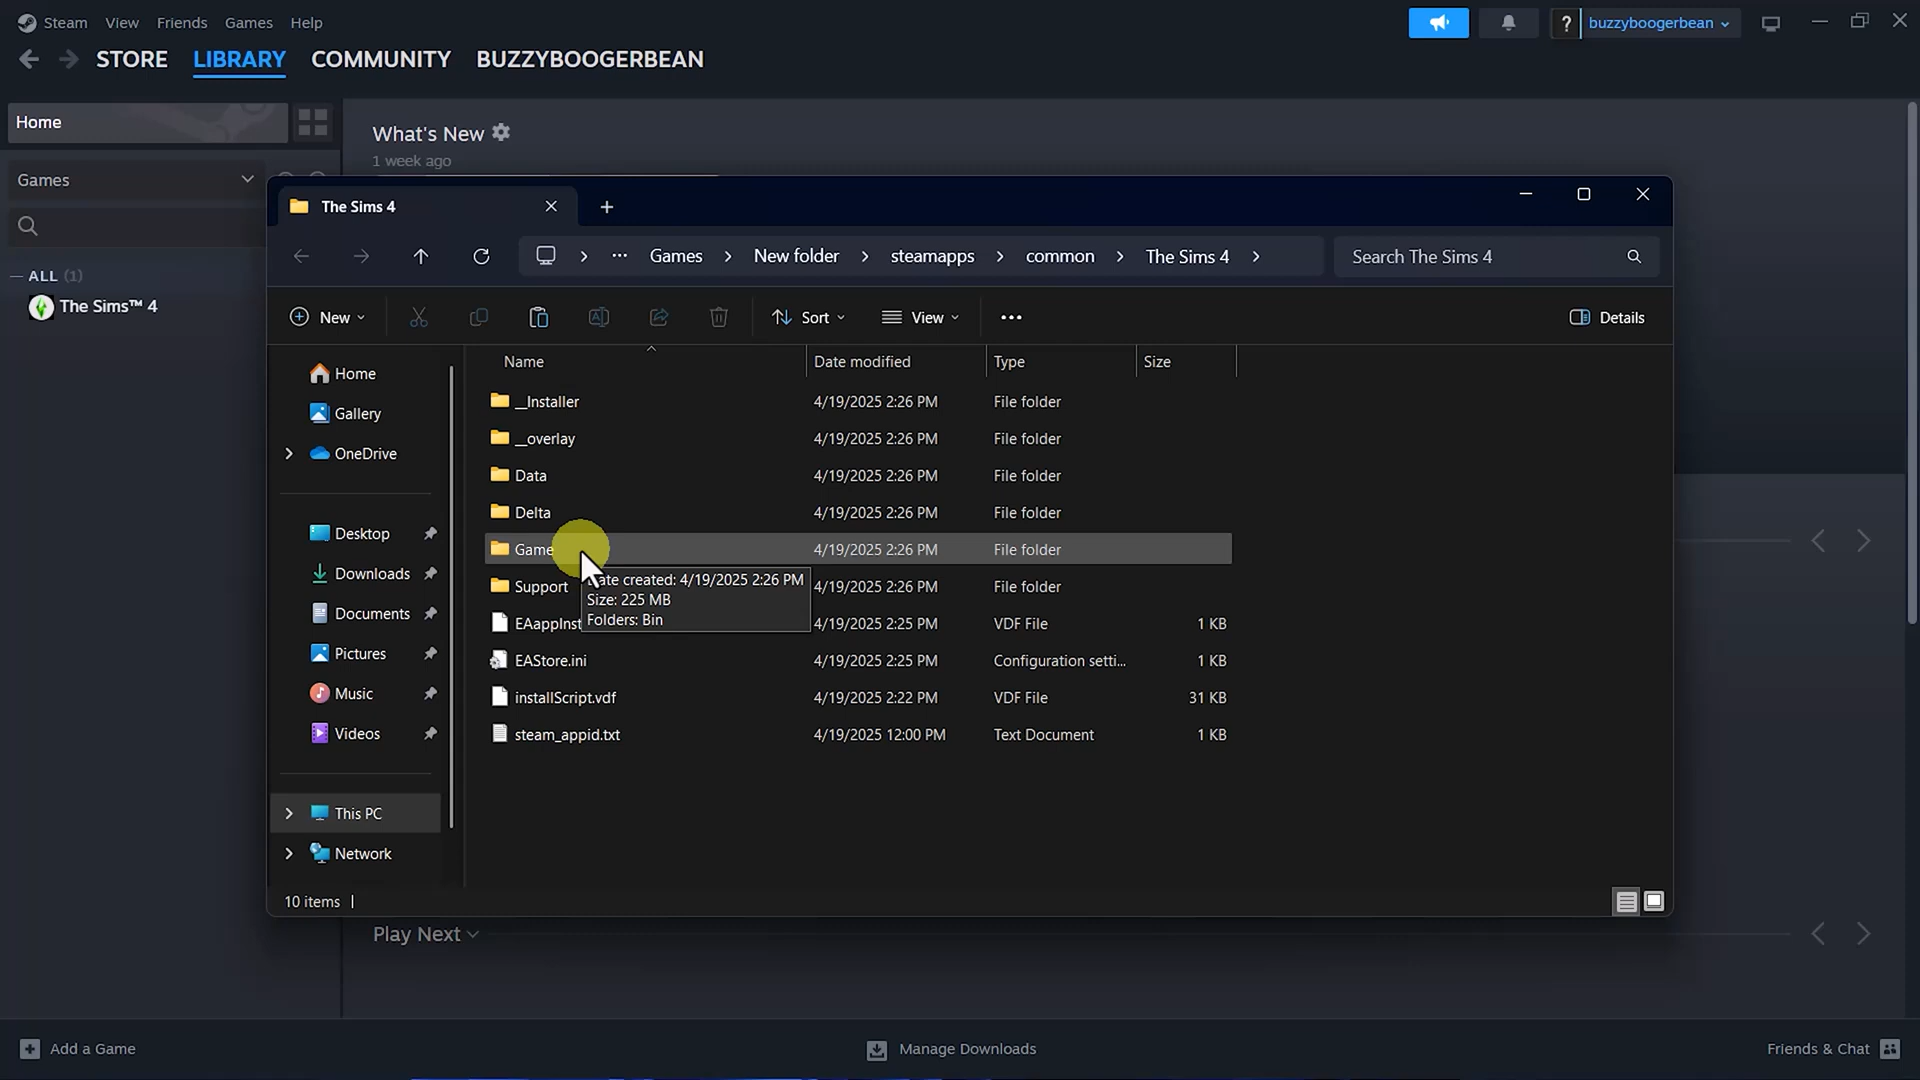 Steam View Friends Games Help
? buzzyboogerbean
STORE LIBRARY COMMUNITY BUZZYBOOGERBEAN
Home
What's New
1 week ago
Games
The Sims 4
Games New folder steamapps common The Sims 4
Search The Sims 4
ALL (1)
The Sims™ 4
New Sort View Details
Name Date modified Type Size
Home
Gallery
OneDrive
Desktop
Downloads
Documents
Pictures
Music
Videos
This PC
Network
__Installer 4/19/2025 2:26 PM File folder
__overlay 4/19/2025 2:26 PM File folder
Data 4/19/2025 2:26 PM File folder
Delta 4/19/2025 2:26 PM File folder
Game 4/19/2025 2:26 PM File folder
Support 4/19/2025 2:26 PM File folder
EAappInst 4/19/2025 2:25 PM VDF File 1 KB
EAStore.ini 4/19/2025 2:25 PM Configuration setti... 1 KB
installScript.vdf 4/19/2025 2:22 PM VDF File 31 KB
steam_appid.txt 4/19/2025 12:00 PM Text Document 1 KB
ate created: 4/19/2025 2:26 PM
Size: 225 MB
Folders: Bin
10 items
Play Next
Add a Game
Manage Downloads
Friends & Chat